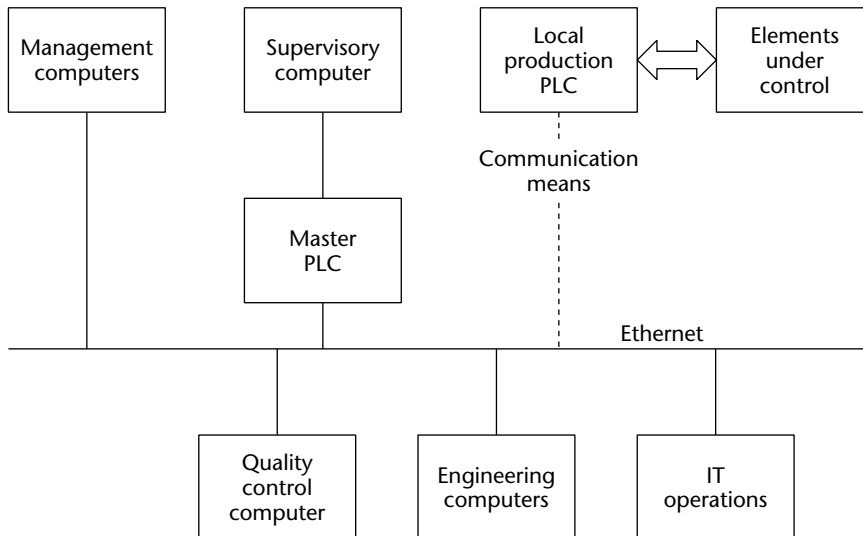 Management
computers
Supervisory
computer
Local
production
PLC
Elements
under
control
Communication
means
Master
PLC
Ethernet
Quality
control
computer
Engineering
computers
IT
operations